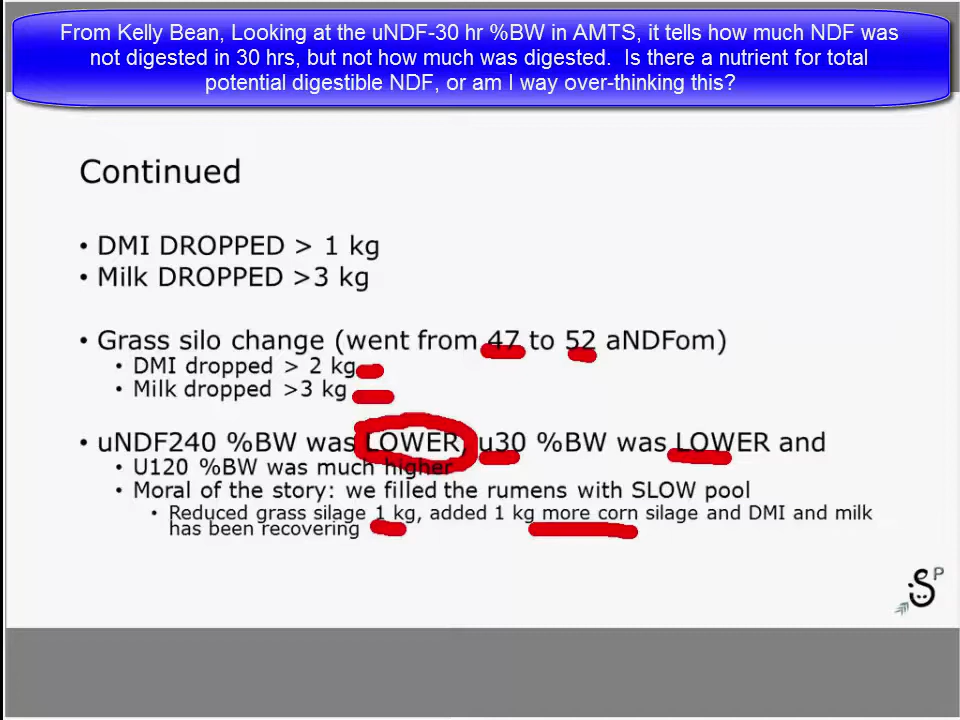 From Kelly Bean, Looking at the uNDF-30 hr %BW in AMTS, it tells how much NDF was
not digested in 30 hrs, but not how much was digested.  Is there a nutrient for total
potential digestible NDF, or am I way over-thinking this?
Continued
• DMI DROPPED > 1 kg
• Milk DROPPED >3 kg
• Grass silo change (went from 47 to 52 aNDFom)
• DMI dropped > 2 kg
• Milk dropped >3 kg
• uNDF240 %BW was LOWER, u30 %BW was LOWER and
• U120 %BW was much higher
• Moral of the story: we filled the rumens with SLOW pool
• Reduced grass silage 1 kg, added 1 kg more corn silage and DMI and milk
has been recovering
P